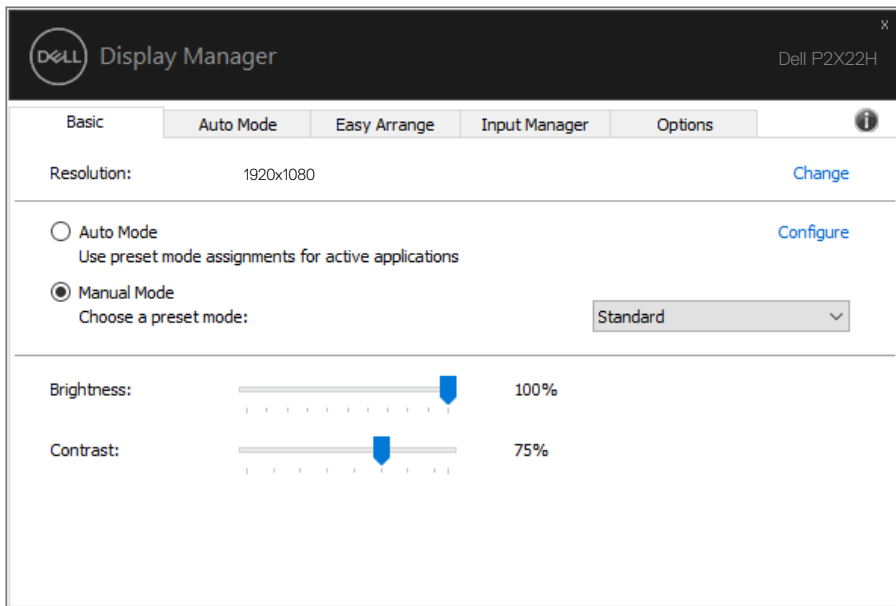 x
DELL Display Manager
Dell P2X22H
Basic Auto Mode Easy Arrange Input Manager Options
Resolution: 1920x1080 Change
Auto Mode Configure
Use preset mode assignments for active applications
Manual Mode
Choose a preset mode: Standard
Brightness: 100%
Contrast: 75%